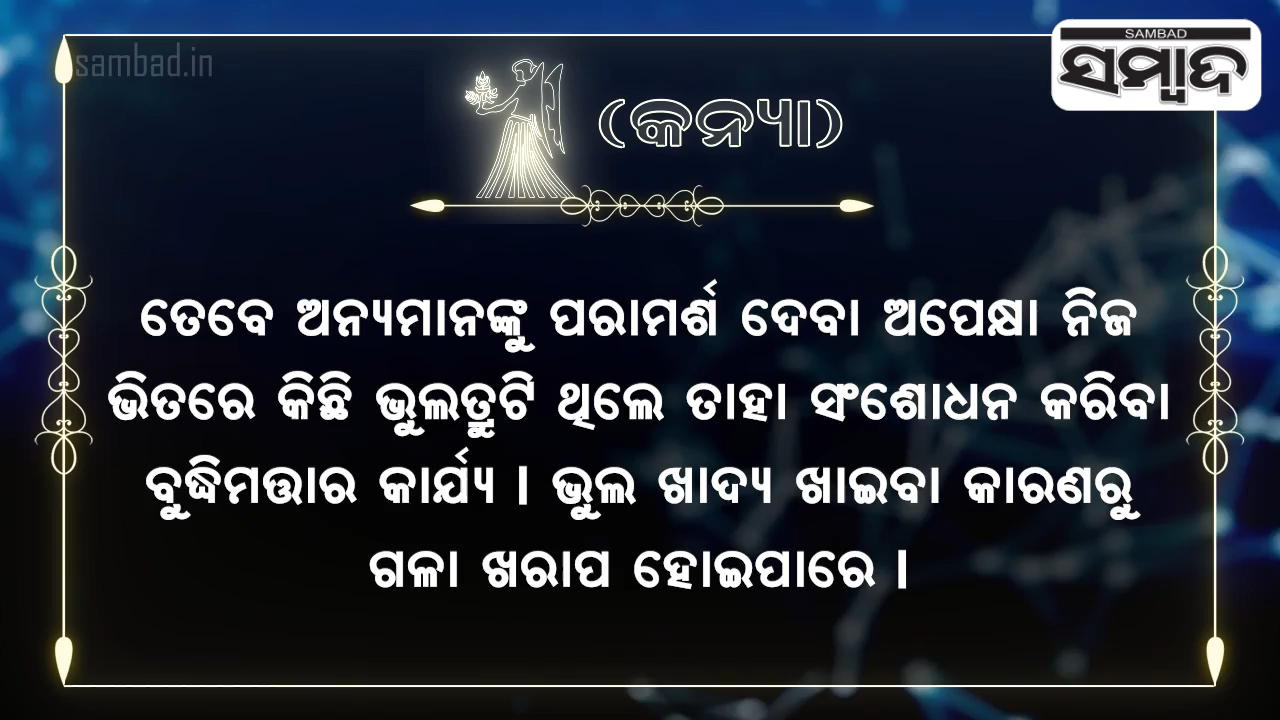 sambad.in
SAMBAD
ସମ୍ବାଦ
(କନ୍ୟା)
ତେବେ ଅନ୍ୟମାନଙ୍କୁ ପରାମର୍ଶ ଦେବା ଅପେକ୍ଷା ନିଜ
ଭିତରେ କିଛି ଭୁଲତ୍ରୁଟି ଥିଲେ ତାହା ସଂଶୋଧନ କରିବା
ବୁଦ୍ଧିମତ୍ତାର କାର୍ଯ୍ୟ । ଭୁଲ ଖାଦ୍ୟ ଖାଇବା କାରଣରୁ
ଗଳା ଖରାପ ହୋଇପାରେ ।